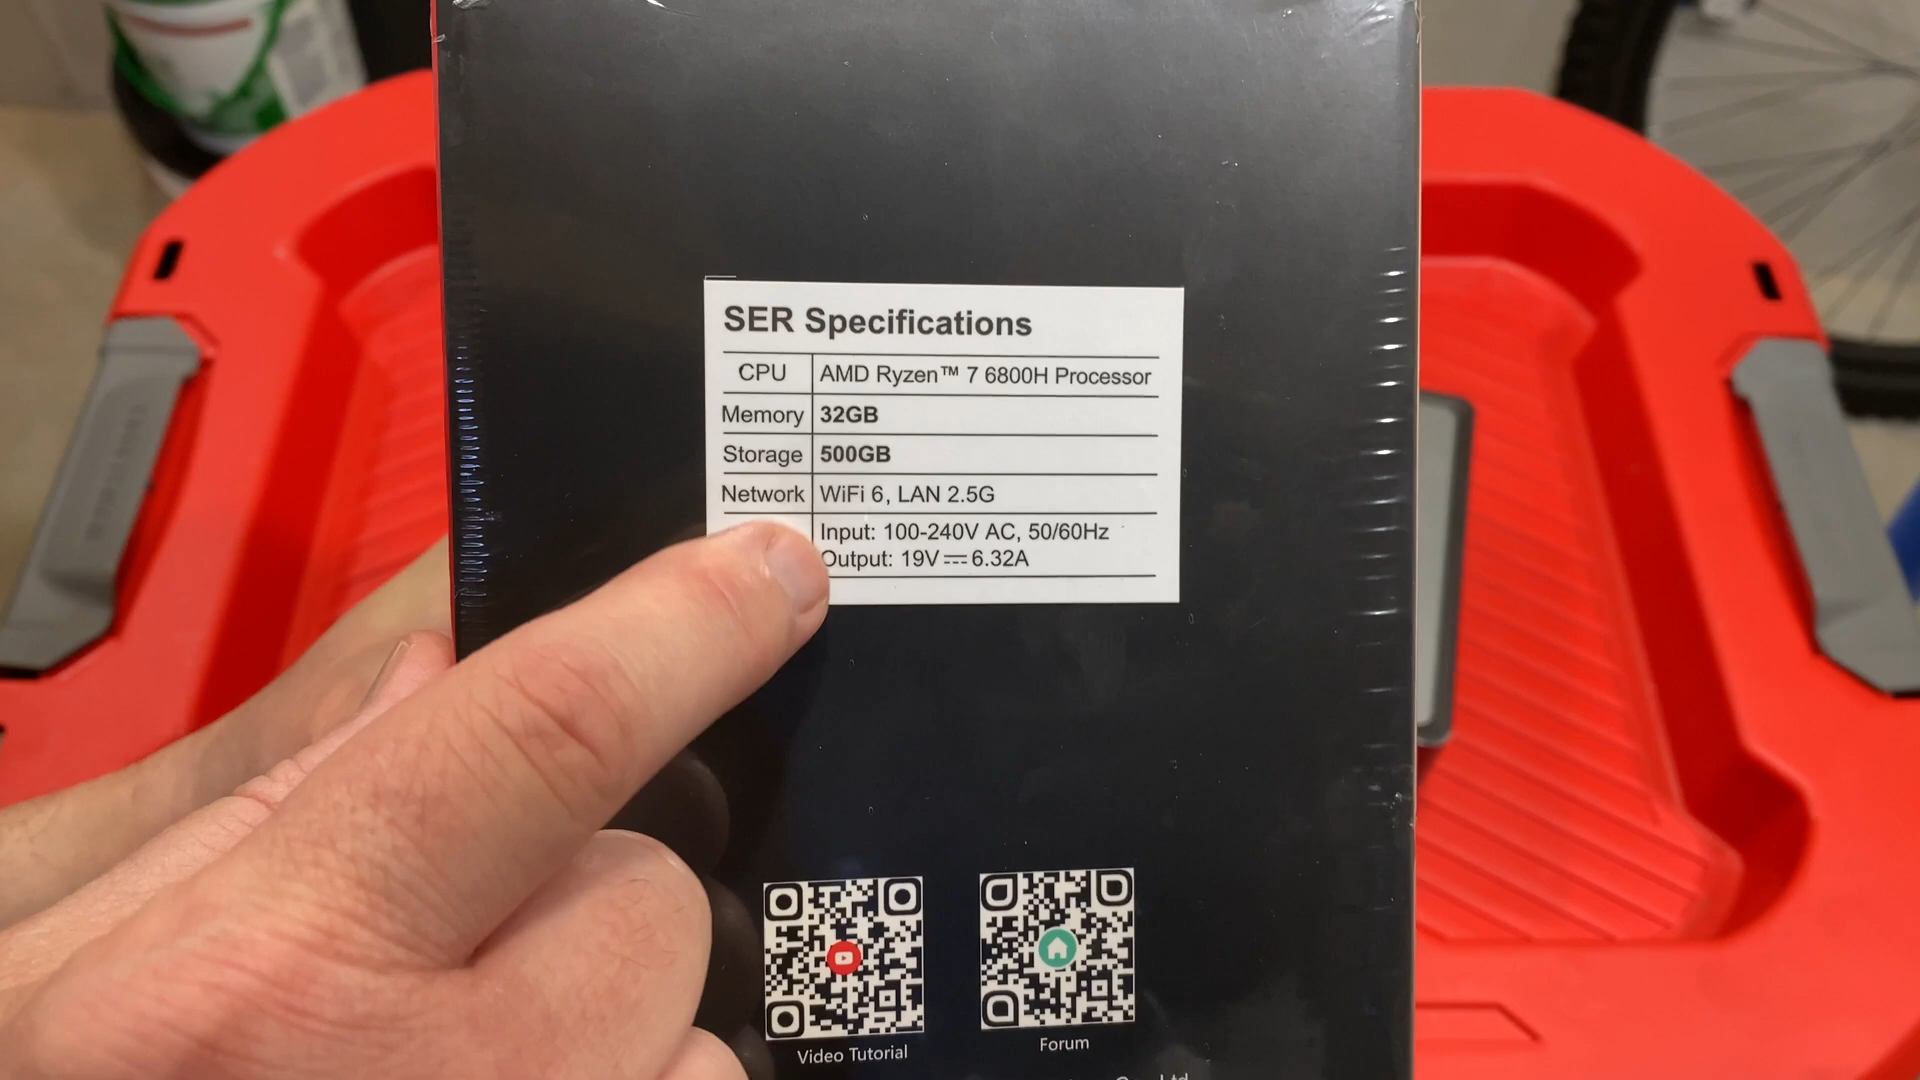 SER Specifications
CPU AMD Ryzen™ 7 6800H Processor
Memory 32GB
Storage 500GB
Network WiFi 6, LAN 2.5G
Input: 100-240V AC, 50/60Hz
Output: 19V⎓6.32A
Video Tutorial
Forum